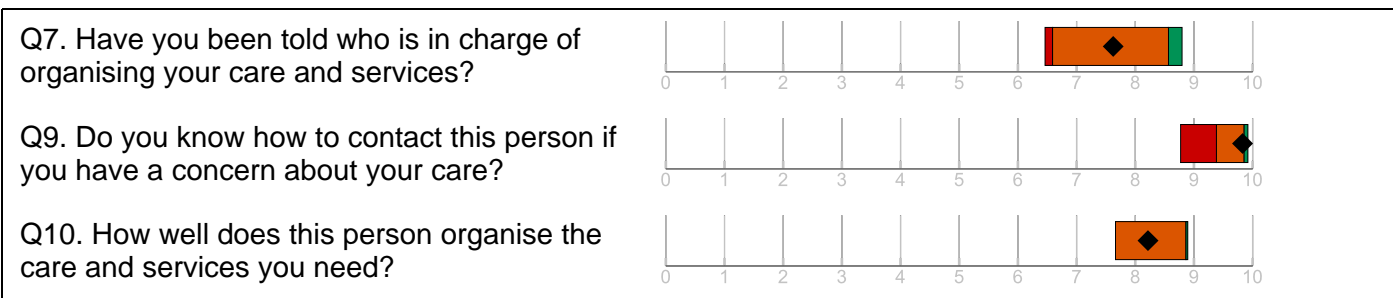 Q7. Have you been told who is in charge of
organising your care and services?
0 1 2 3 4 5 6 7 8 9 10
Q9. Do you know how to contact this person if
you have a concern about your care?
0 1 2 3 4 5 6 7 8 9 10
Q10. How well does this person organise the
care and services you need?
0 1 2 3 4 5 6 7 8 9 10